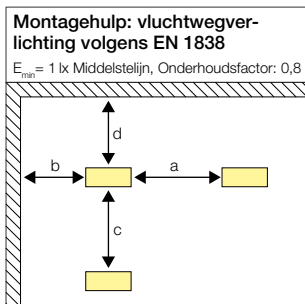 Montagehulp: vluchtwegver-
lichting volgens EN 1838
Emin= 1 lx Middelstelijn, Onderhoudsfactor: 0,8
d
b
a
c